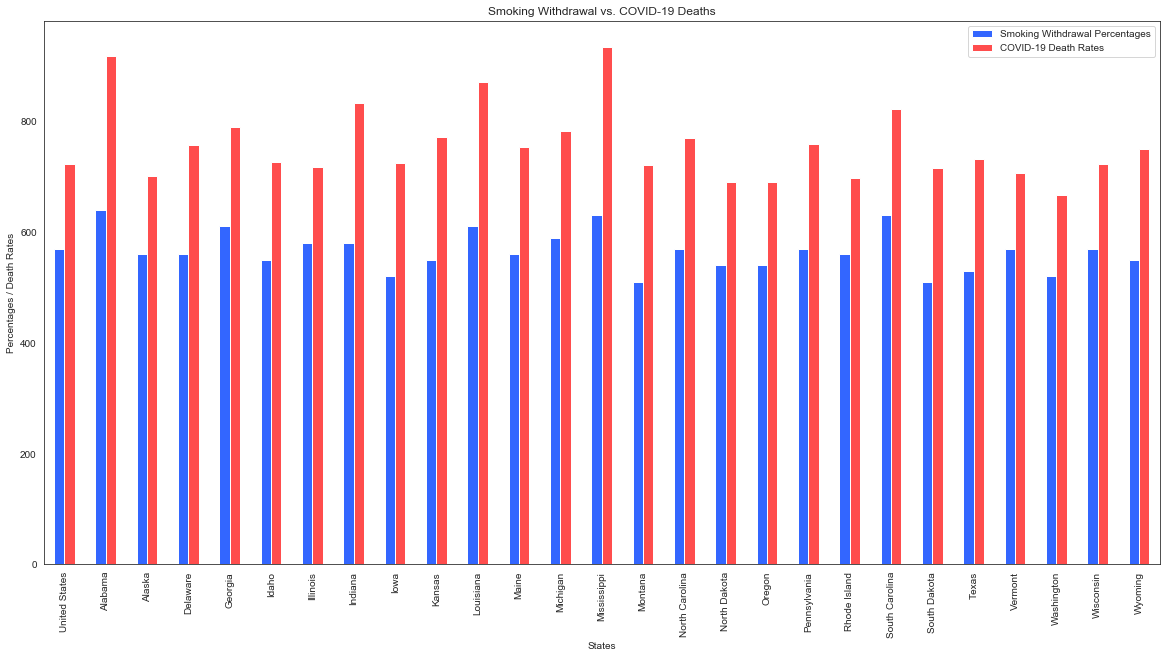 Smoking Withdrawal vs. COVID-19 Deaths
Smoking Withdrawal Percentages
COVID-19 Death Rates
Percentages / Death Rates
800
600
400
200
0
United States
Alabama
Alaska
Delaware
Georgia
Idaho
Illinois
Indiana
Iowa
Kansas
Louisiana
Maine
Michigan
Mississippi
Montana
North Carolina
North Dakota
Oregon
Pennsylvania
Rhode Island
South Carolina
South Dakota
Texas
Vermont
Washington
Wisconsin
Wyoming
States